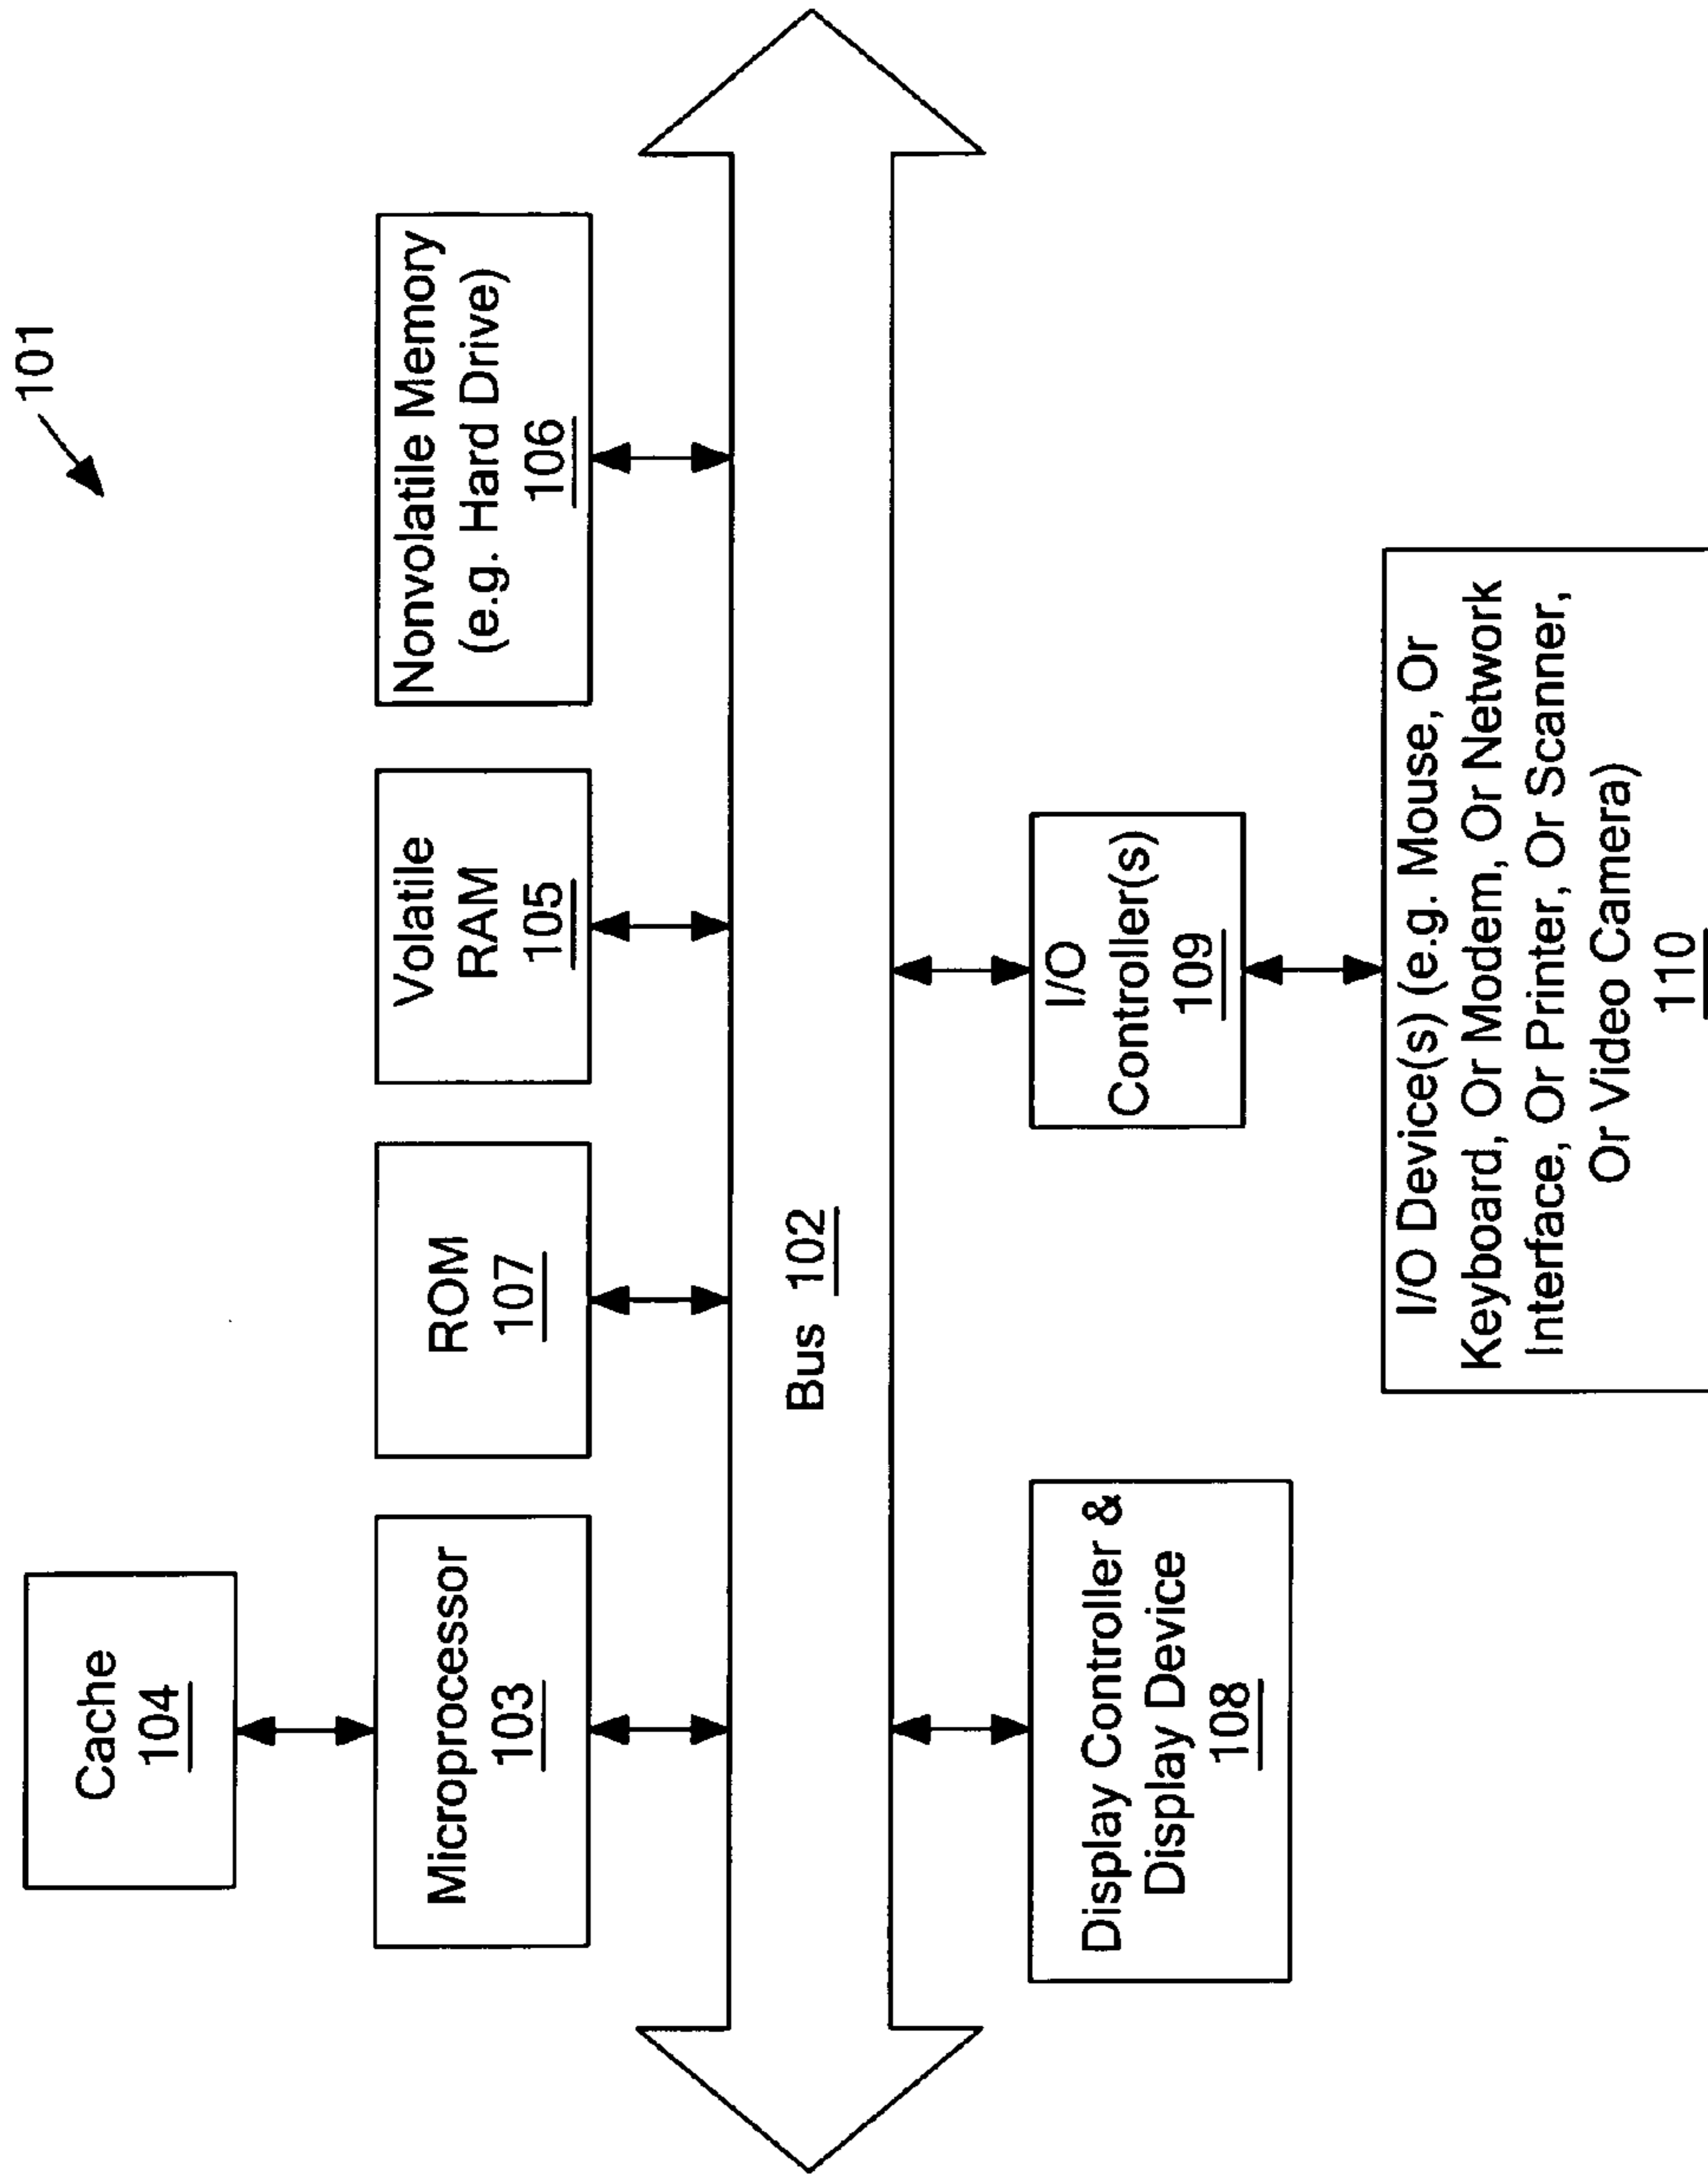 101
Cache
104
Microprocessor
103
ROM
107
Volatile
RAM
105
Nonvolatile Memory
(e.g. Hard Drive)
106
Bus 102
Display Controller &
Display Device
108
I/O
Controller(s)
109
I/O Device(s) (e.g. Mouse, Or
Keyboard, Or Modem, Or Network
Interface, Or Printer, Or Scanner,
Or Video Camera)
110